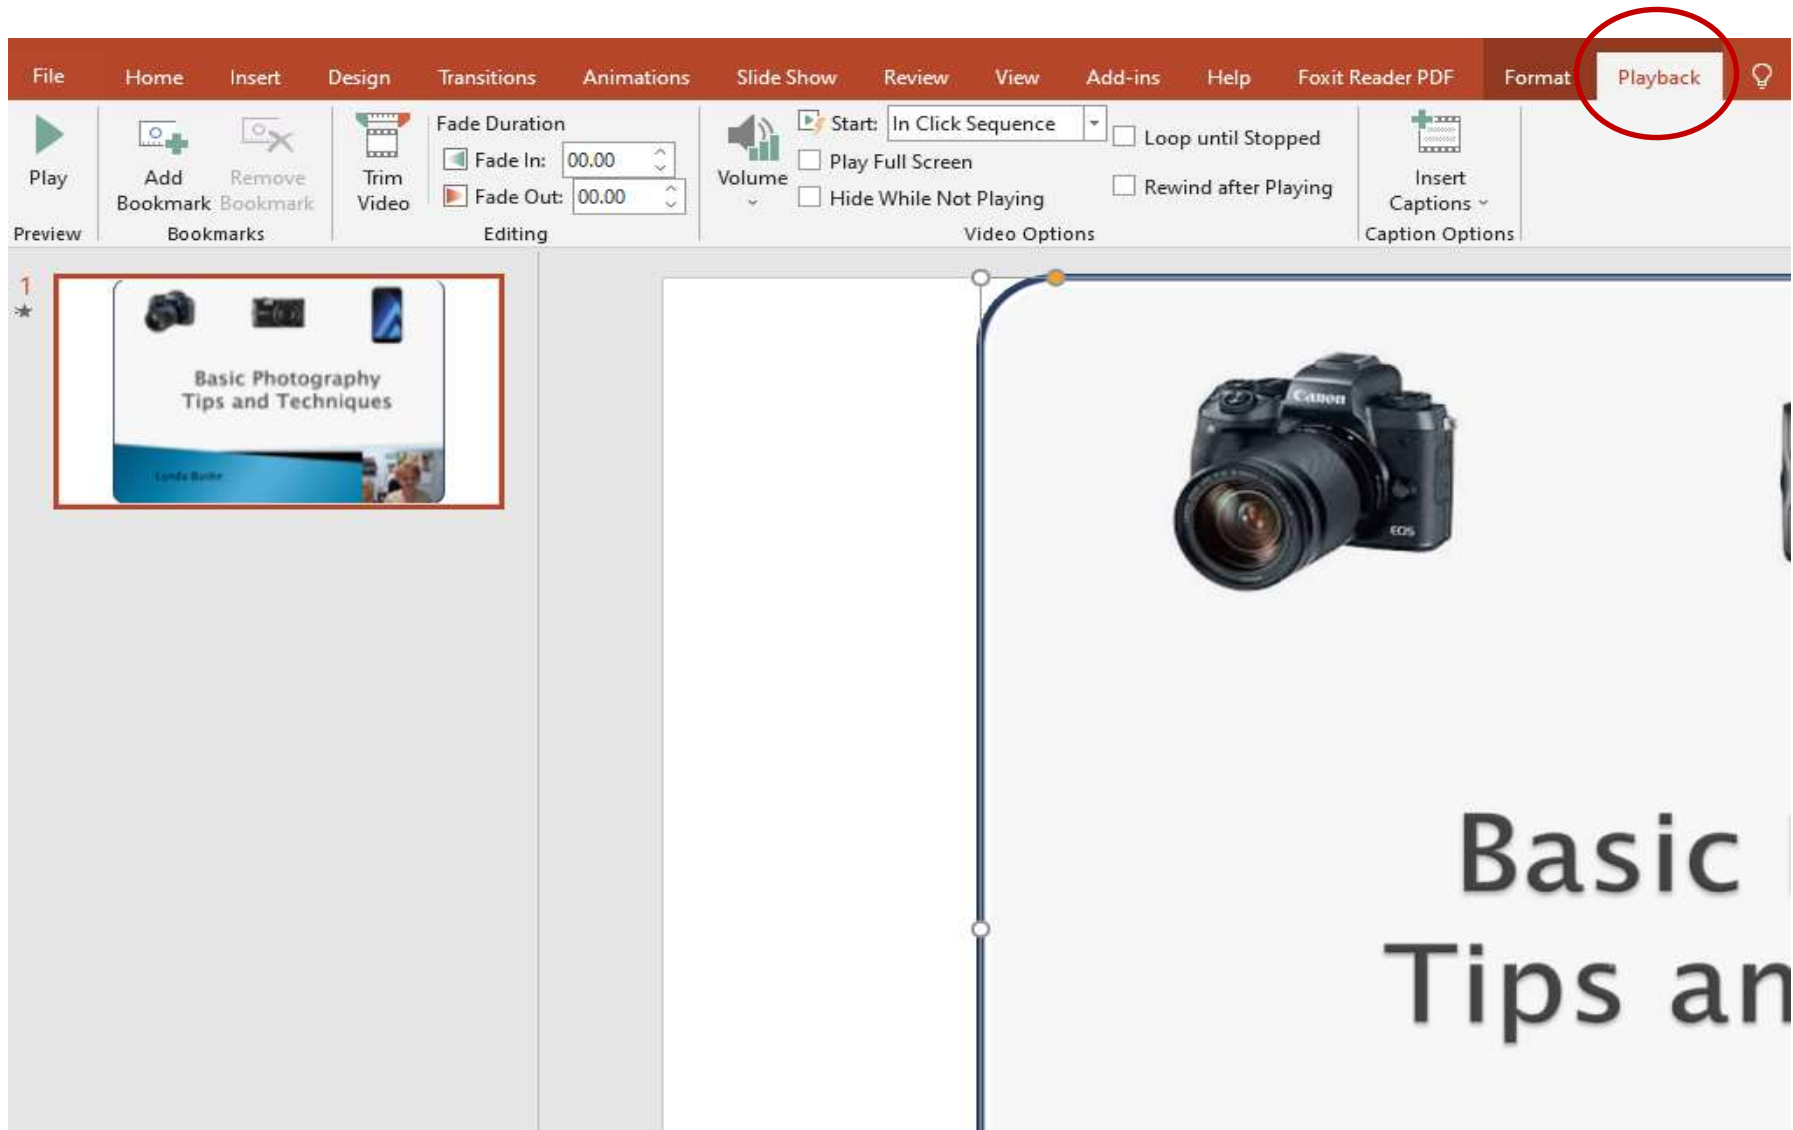 File Home Insert Design Transitions Animations Slide Show Review View Add-ins Help Foxit Reader PDF Format Playback
Play
Preview
Add
Bookmark
Remove
Bookmark
Bookmarks
Trim
Video
Fade Duration
Fade In: 00.00
Fade Out: 00.00
Editing
Volume
Start: In Click Sequence
Play Full Screen
Hide While Not Playing
Loop until Stopped
Rewind after Playing
Video Options
Insert
Captions
Caption Options
1
Basic Photography
Tips and Techniques
Canon
EOS
Basic
Tips an